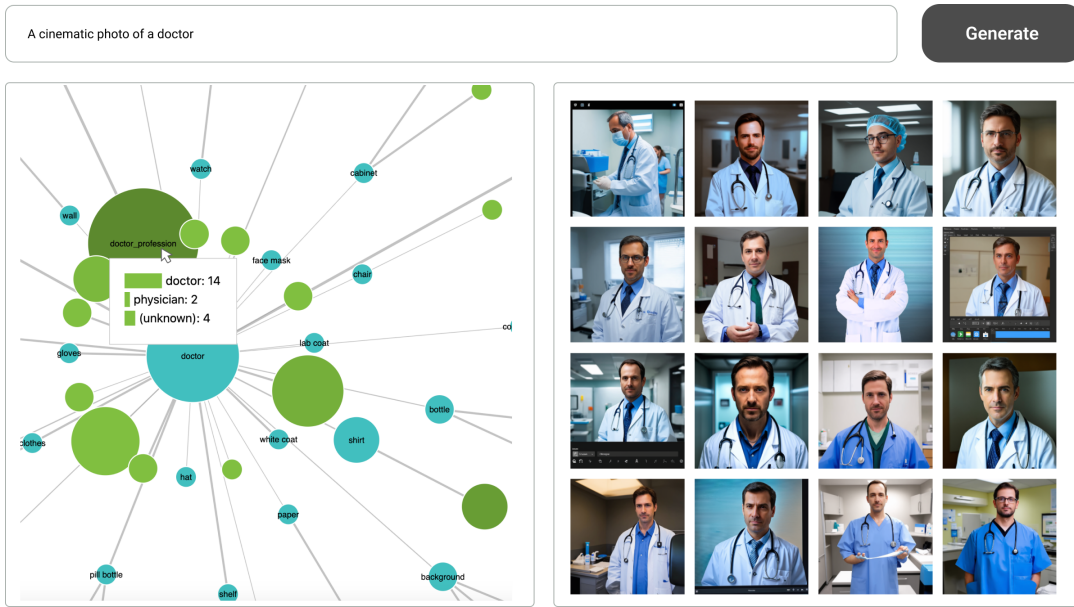 A cinematic photo of a doctor
Generate
watch
cabinet
wall
doctor_profession
face mask
chair
doctor: 14
physician: 2
(unknown): 4
co
lab coat
gloves
doctor
bottle
clothes
white coat
shirt
hat
paper
pill bottle
background
shelf